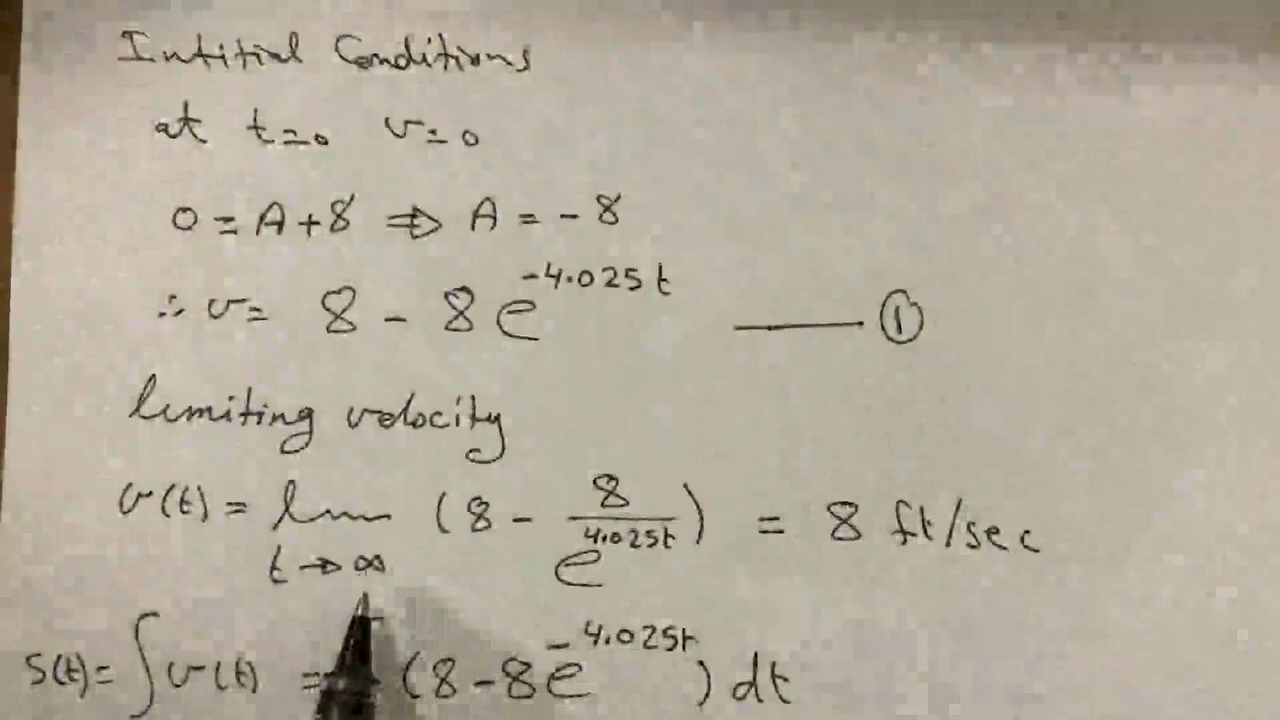 Intitial Conditions
at t=0 v=0
0 = A+8 ⇒ A = -8
∴ v= 8 - 8e^-4.025t ——— ①
limiting velocity
v(t) = lim t→∞ (8 - 8/e^4.025t) = 8 ft/sec
S(t)= ∫v(t) = (8-8e^-4.025t) dt